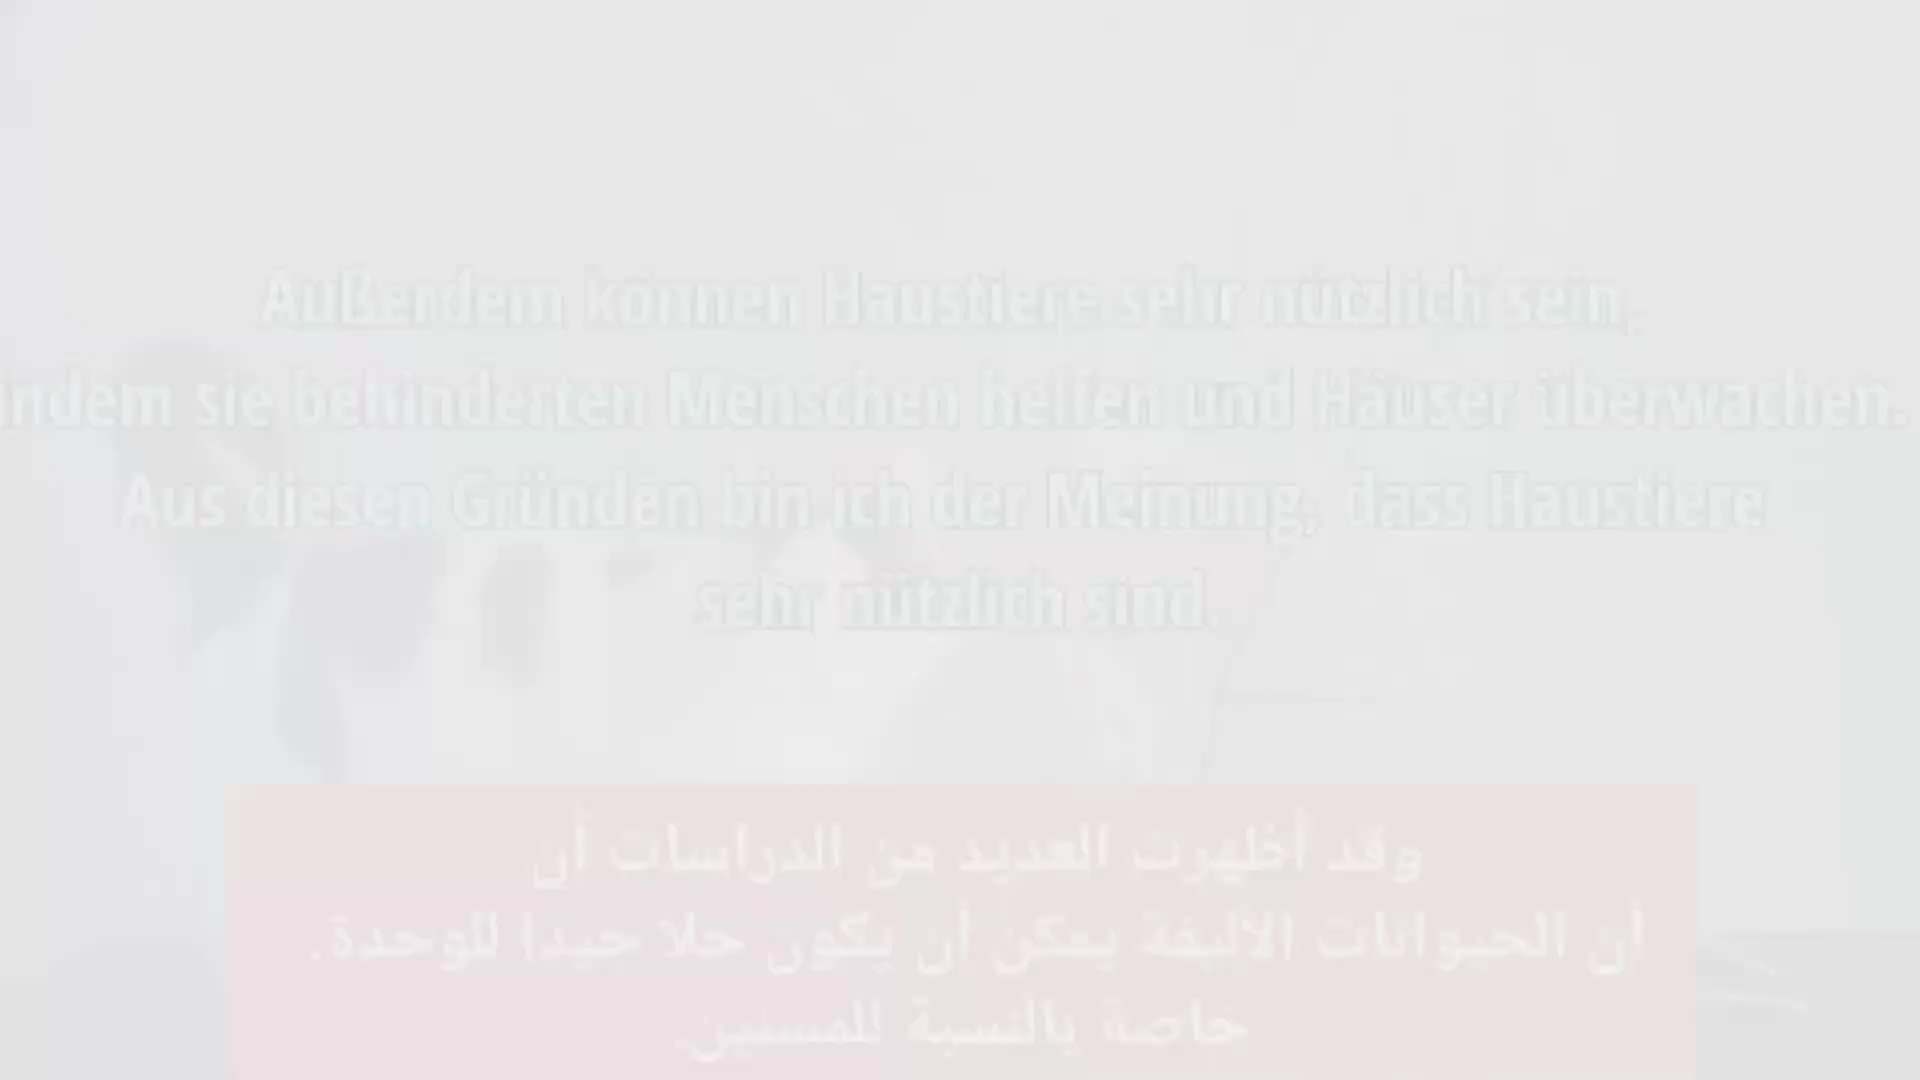 Außerdem können Haustiere sehr nützlich sein,
indem sie behinderten Menschen helfen und Häuser überwachen.
Aus diesen Gründen bin ich der Meinung, dass Haustiere
sehr nützlich sind.
وقد أظهرت العديد من الدراسات أن
أن الحيوانات الأليفة يمكن أن يكون حلا جيدا للوحدة.
خاصة بالنسبة للمسنين.